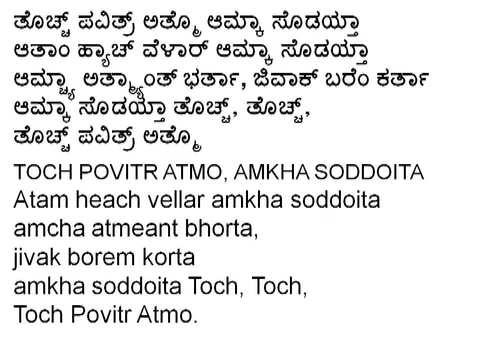 ತೊಚ್ಚ್ ಪವಿತ್ರ್ ಅತ್ಮೊ ಆಮ್ಕಾ ಸೊಡಯ್ತಾ
ಆತಾಂ ಹ್ಯಾಚ್ ವೆಳಾರ್ ಆಮ್ಕಾ ಸೊಡಯ್ತಾ
ಆಮ್ಚ್ಯಾ ಅತ್ಮ್ಯಾಂತ್ ಭರ್ತಾ, ಜಿವಾಕ್ ಬರೆಂ ಕರ್ತಾ
ಆಮ್ಕಾ ಸೊಡಯ್ತಾ ತೊಚ್ಚ್, ತೊಚ್ಚ್,
ತೊಚ್ಚ್ ಪವಿತ್ರ್ ಅತ್ಮೊ
TOCH POVITR ATMO, AMKHA SODDOITA
Atam heach vellar amkha soddoita
amcha atmeant bhorta,
jivak borem korta
amkha soddoita Toch, Toch,
Toch Povitr Atmo.